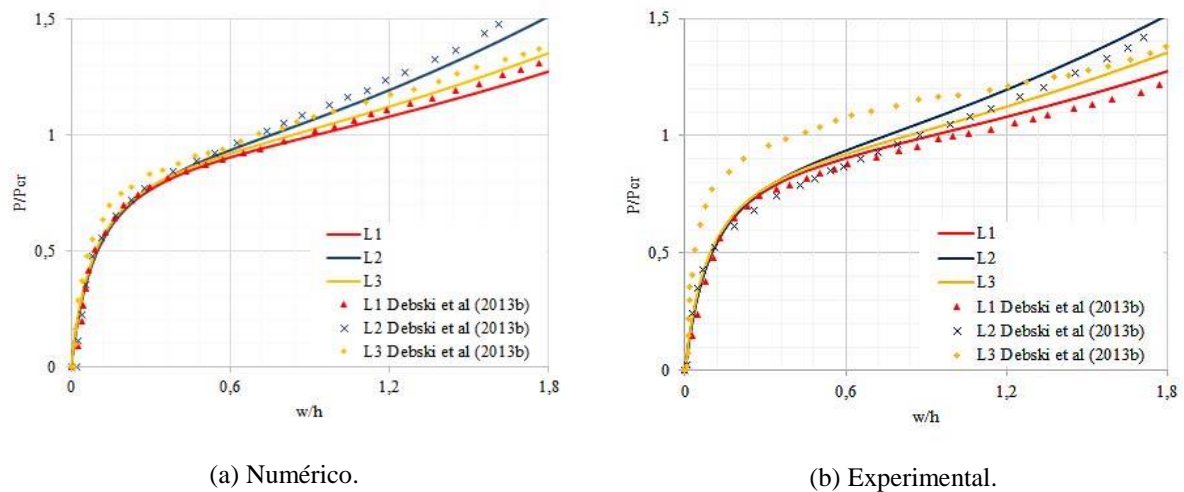 1,5
1
0,5
0
P/Pcr
0
0,6
1,2
1,8
w/h
L1
L2
L3
L1 Debski et al (2013b)
L2 Debski et al (2013b)
L3 Debski et al (2013b)
(a) Numérico.
1,5
1
0,5
0
P/Pcr
0
0,6
1,2
1,8
w/h
L1
L2
L3
L1 Debski et al (2013b)
L2 Debski et al (2013b)
L3 Debski et al (2013b)
(b) Experimental.